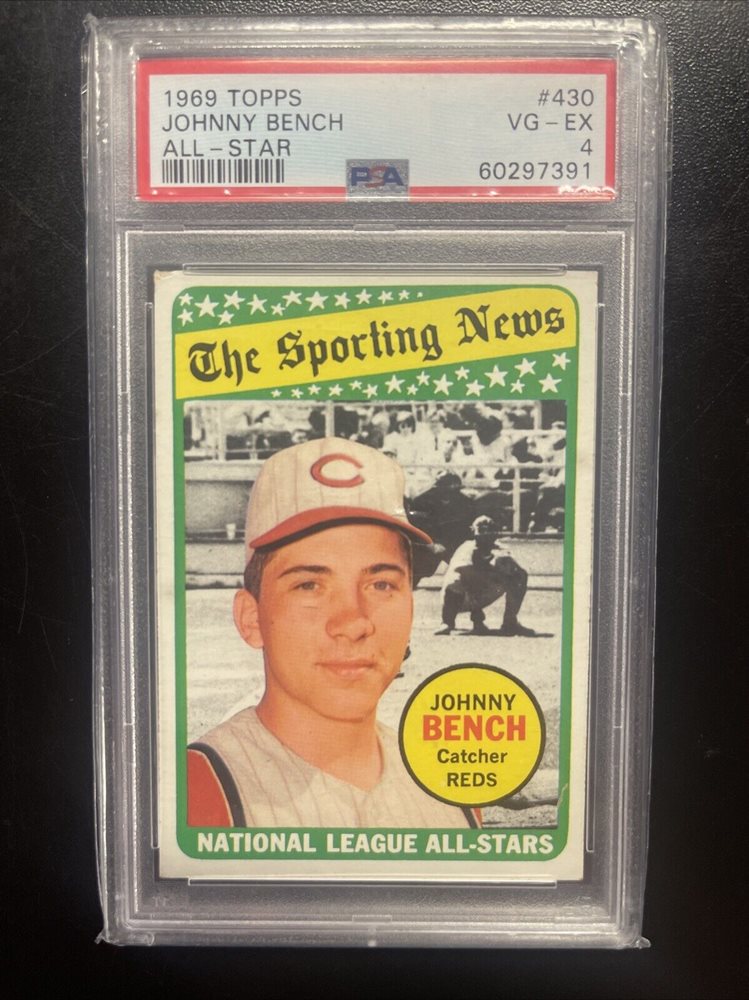 1969 TOPPS #430
JOHNNY BENCH VG-EX
ALL-STAR 4
PSA 60297391
The Sporting News
C
JOHNNY
BENCH
Catcher
REDS
NATIONAL LEAGUE ALL-STARS